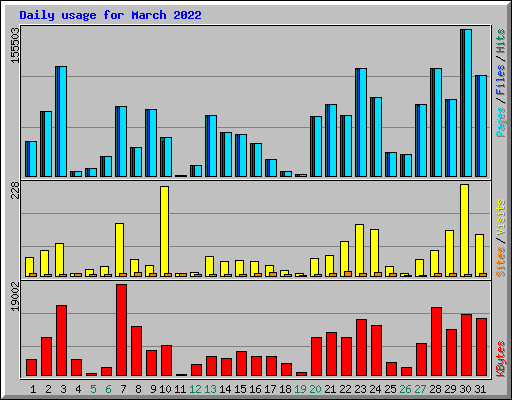 Daily usage for March 2022
155503
Pages / Files / Hits
228
Sites / Visits
19002
KBytes
1 2 3 4 5 6 7 8 9 10 11 12 13 14 15 16 17 18 19 20 21 22 23 24 25 26 27 28 29 30 31